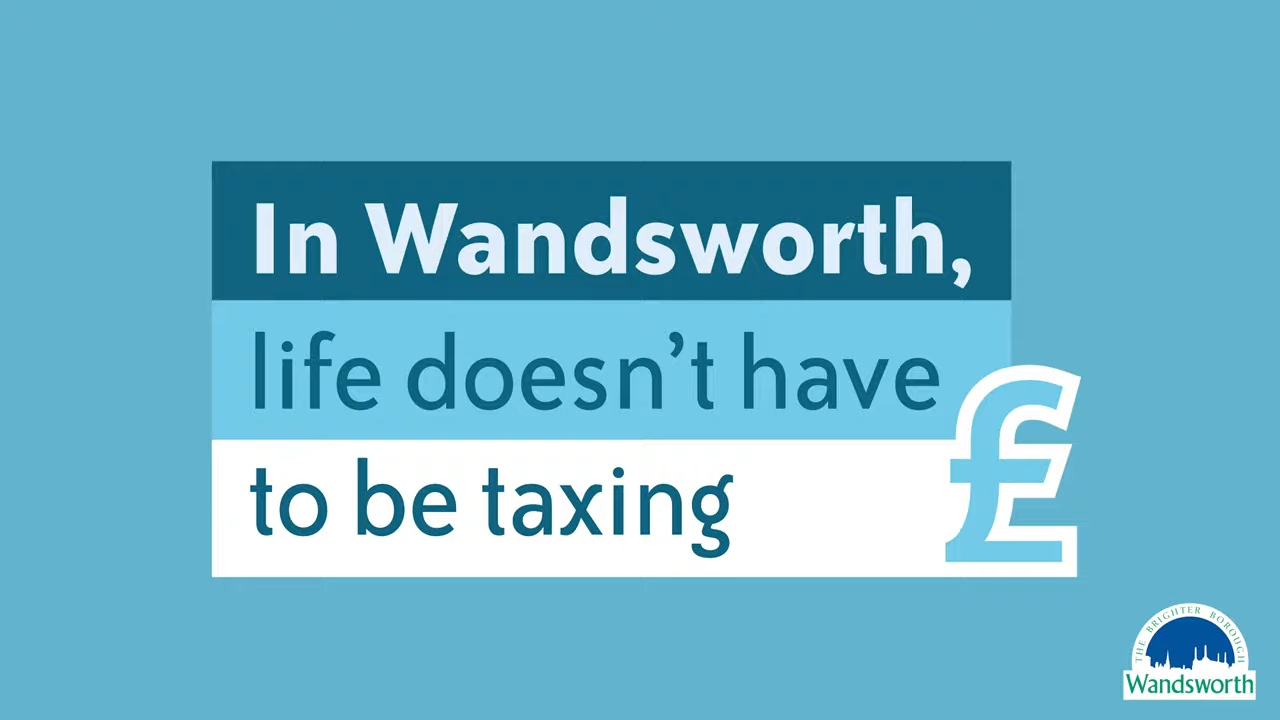 In Wandsworth,
life doesn’t have
to be taxing
£
THE BRIGHTER BOROUGH
Wandsworth